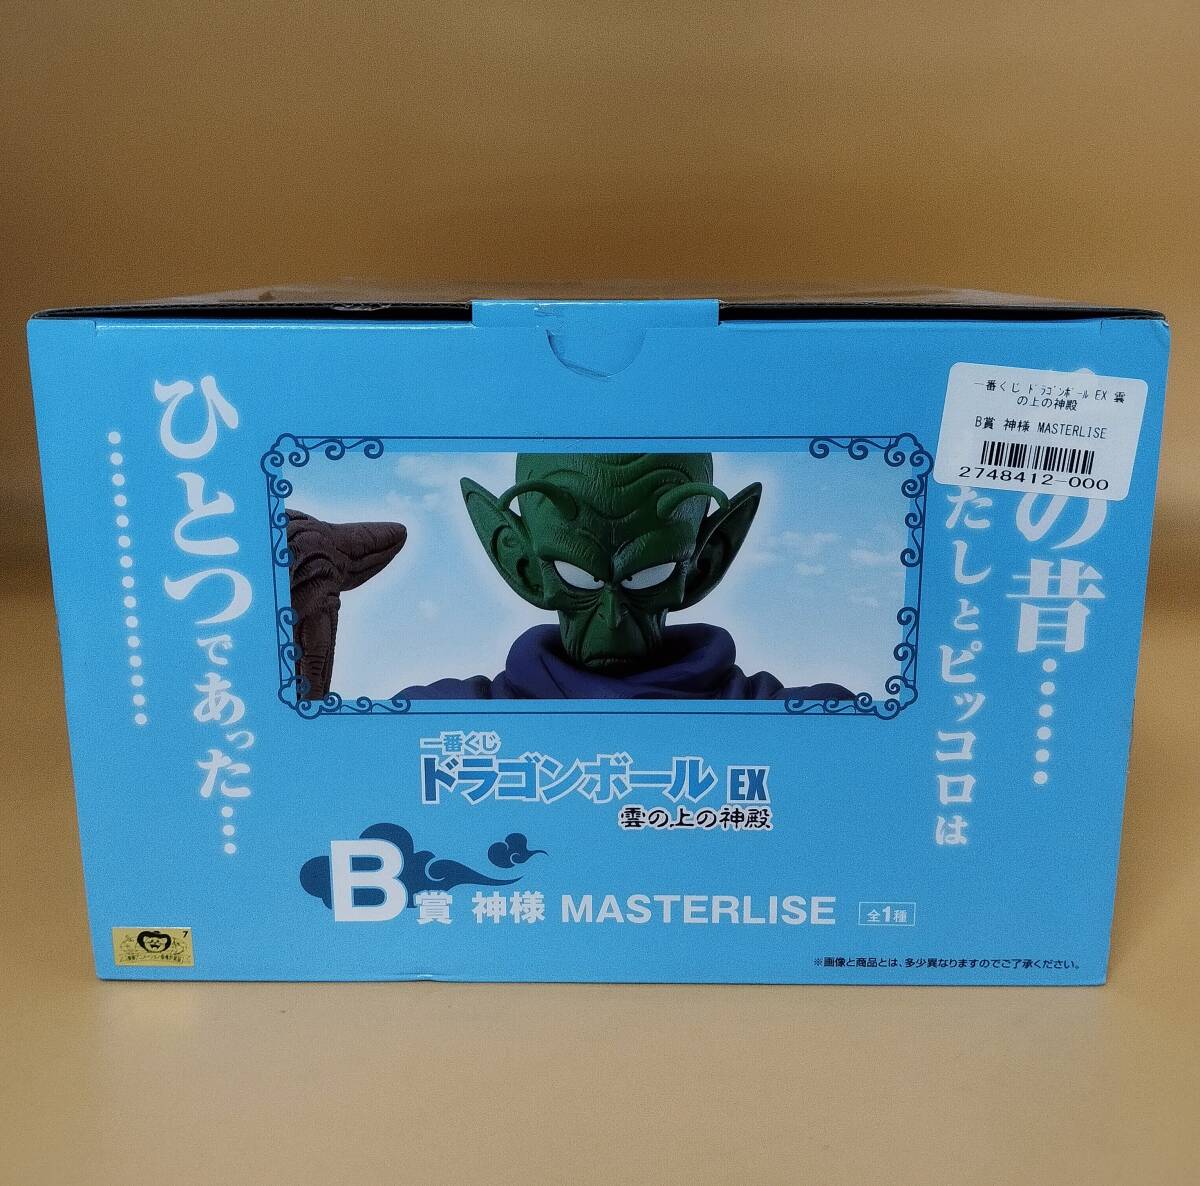 の昔……
たしとピッコロは
ひとつであった…
……………
一番くじ ﾄﾞﾗｺﾞﾝﾎﾞｰﾙ EX 雲
の上の神殿
B賞 神様 MASTERLISE
2748412-000
一番くじ
ドラゴンボール EX
雲の上の神殿
B賞 神様 MASTERLISE 全1種
※画像と商品とは、多少異なりますのでご了承ください。
7